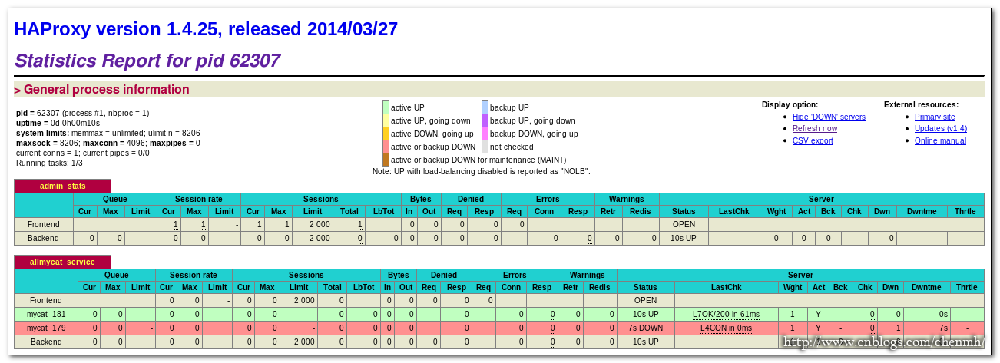 HAProxy version 1.4.25, released 2014/03/27
Statistics Report for pid 62307
> General process information
pid = 62307 (process #1, nbproc = 1)
uptime = 0d 0h00m10s
system limits: memmax = unlimited; ulimit-n = 8206
maxsock = 8206; maxconn = 4096; maxpipes = 0
current conns = 1; current pipes = 0/0
Running tasks: 1/3
active UP backup UP
active UP, going down backup UP, going down
active DOWN, going up backup DOWN, going up
active or backup DOWN not checked
active or backup DOWN for maintenance (MAINT)
Note: UP with load-balancing disabled is reported as "NOLB".
Display option:
• Hide 'DOWN' servers
• Refresh now
• CSV export
External resources:
• Primary site
• Updates (v1.4)
• Online manual
admin_stats
Queue Session rate Sessions Bytes Denied Errors Warnings Server
Cur Max Limit Cur Max Limit Cur Max Limit Total LbTot In Out Req Resp Req Conn Resp Retr Redis Status LastChk Wght Act Bck Chk Dwn Dwntme Thrtle
Frontend 1 1 - 1 1 2 000 1 0 0 0 0 0 OPEN
Backend 0 0 0 0 0 0 2 000 0 0 0 0 0 0 0 0 0 0 10s UP 0 0 0 0
allmycat_service
Queue Session rate Sessions Bytes Denied Errors Warnings Server
Cur Max Limit Cur Max Limit Cur Max Limit Total LbTot In Out Req Resp Req Conn Resp Retr Redis Status LastChk Wght Act Bck Chk Dwn Dwntme Thrtle
Frontend 0 0 - 0 0 2 000 0 0 0 0 0 0 OPEN
mycat_181 0 0 - 0 0 0 0 - 0 0 0 0 0 0 0 0 0 10s UP L7OK/200 in 61ms 1 Y - 0 0 0s -
mycat_179 0 0 - 0 0 0 0 - 0 0 0 0 0 0 0 0 0 7s DOWN L4CON in 0ms 1 Y - 0 1 7s -
Backend 0 0 0 0 0 0 2 000 0 0 0 0 0 0 0 0 0 0 10s UP
http://www.cnblogs.com/chenmh/